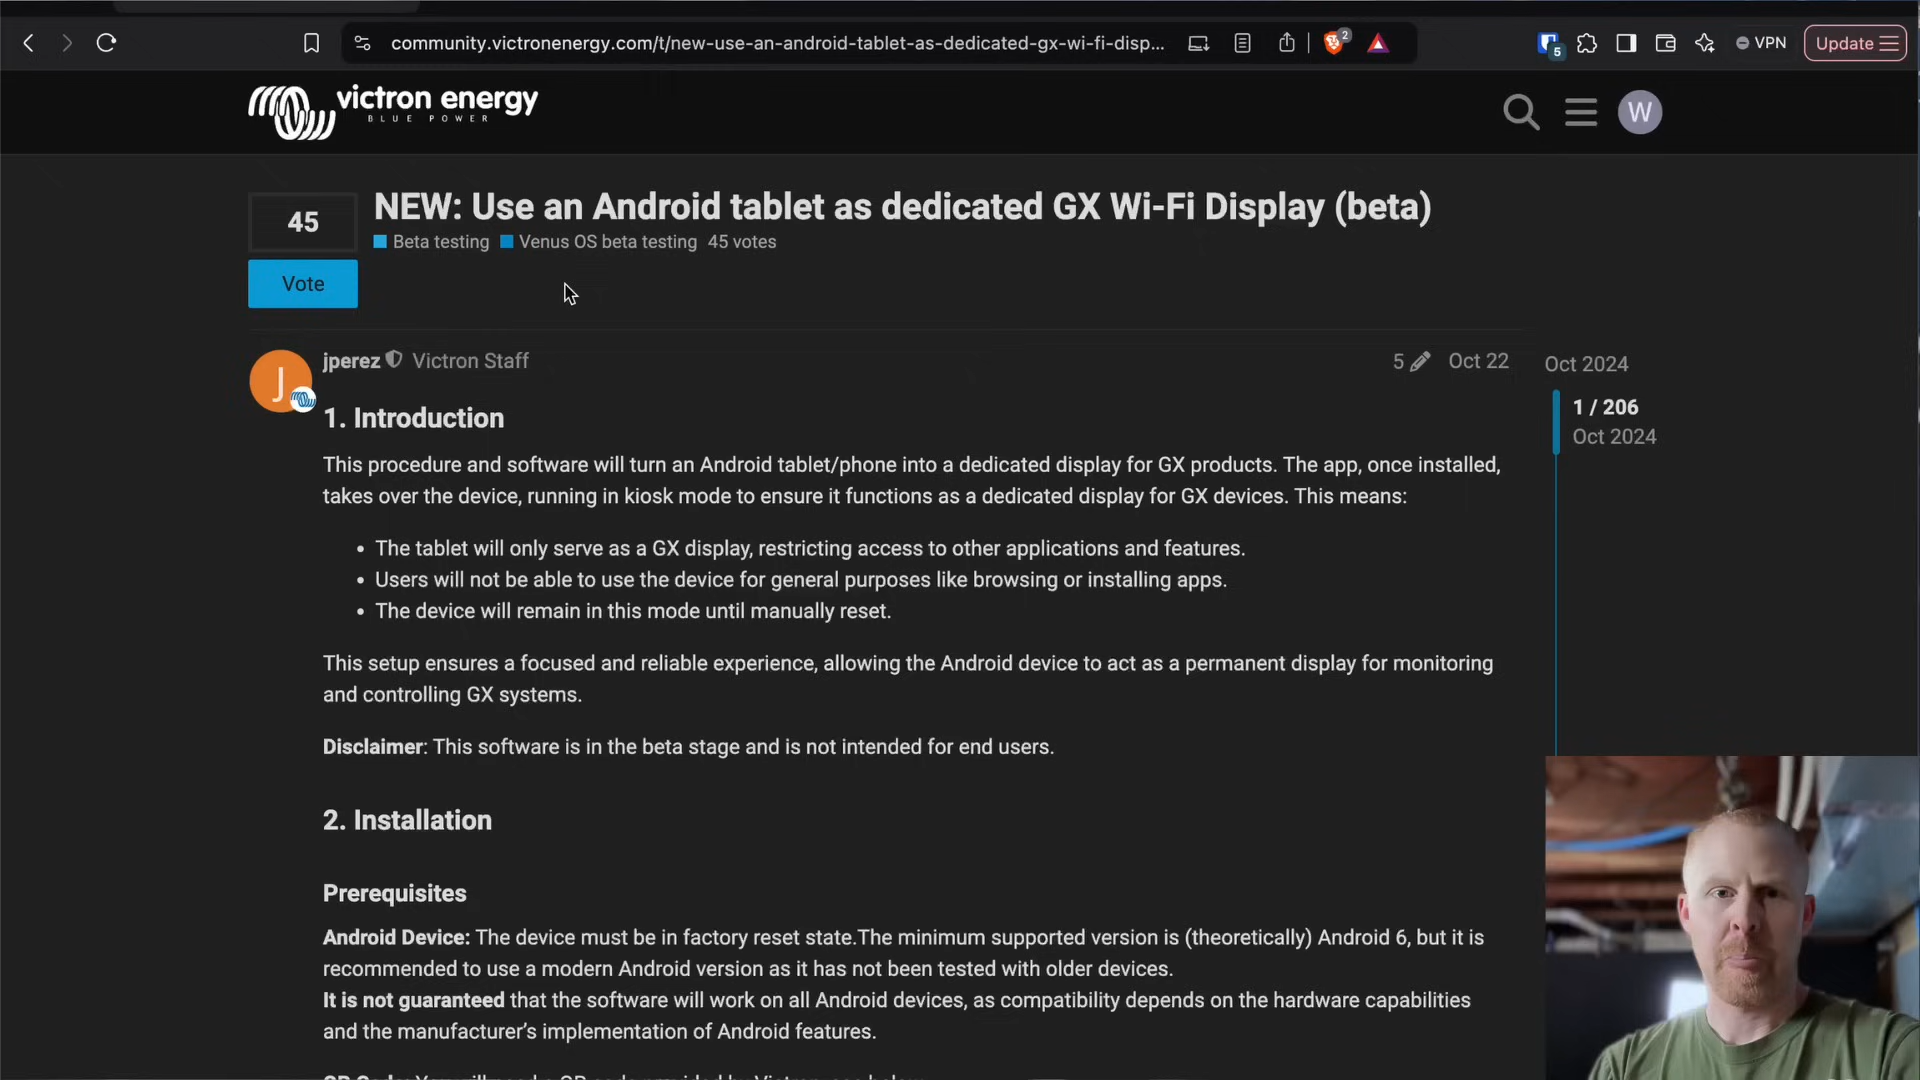 community.victronenergy.com/t/new-use-an-android-tablet-as-dedicated-gx-wi-fi-disp...
2
5
VPN
Update
victron energy
BLUE POWER
W
45
Vote
NEW: Use an Android tablet as dedicated GX Wi-Fi Display (beta)
Beta testing Venus OS beta testing 45 votes
J
jperez Victron Staff
5 Oct 22
Oct 2024
1 / 206
Oct 2024
1. Introduction
This procedure and software will turn an Android tablet/phone into a dedicated display for GX products. The app, once installed,
takes over the device, running in kiosk mode to ensure it functions as a dedicated display for GX devices. This means:
• The tablet will only serve as a GX display, restricting access to other applications and features.
• Users will not be able to use the device for general purposes like browsing or installing apps.
• The device will remain in this mode until manually reset.
This setup ensures a focused and reliable experience, allowing the Android device to act as a permanent display for monitoring
and controlling GX systems.
Disclaimer: This software is in the beta stage and is not intended for end users.
2. Installation
Prerequisites
Android Device: The device must be in factory reset state.The minimum supported version is (theoretically) Android 6, but it is
recommended to use a modern Android version as it has not been tested with older devices.
It is not guaranteed that the software will work on all Android devices, as compatibility depends on the hardware capabilities
and the manufacturer's implementation of Android features.